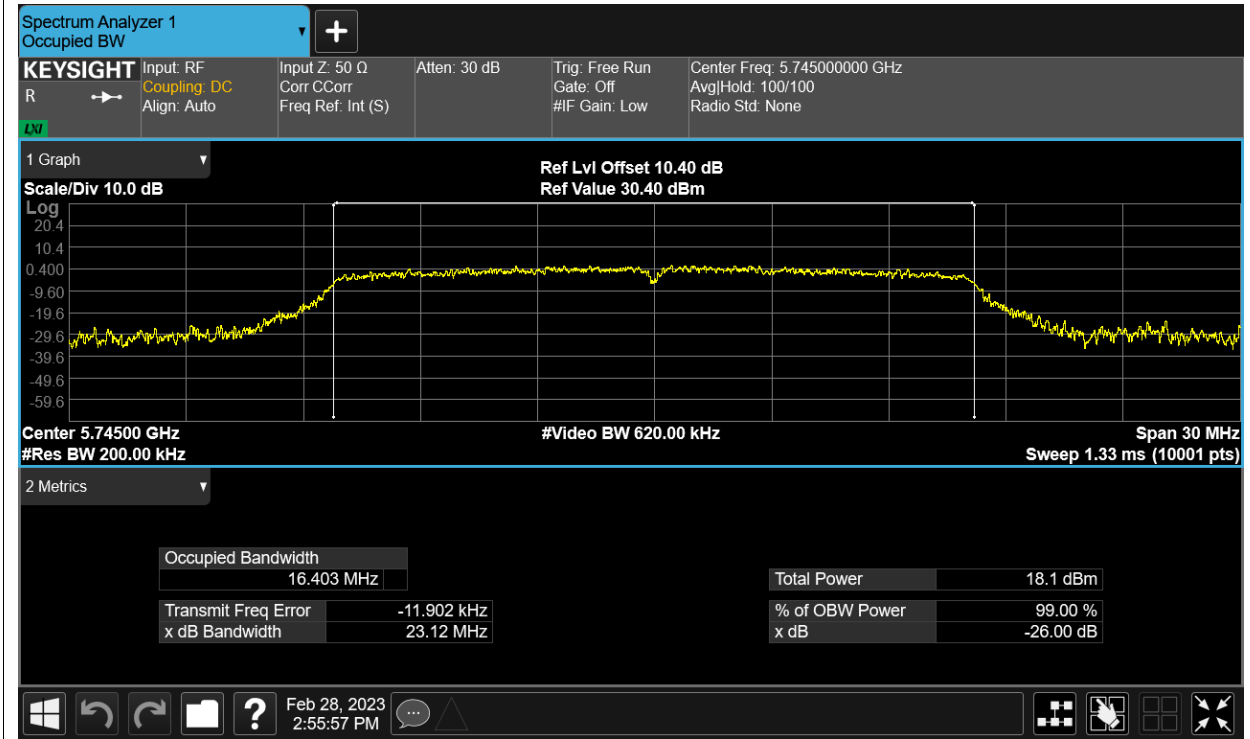 Spectrum Analyzer 1
Occupied BW
KEYSIGHT
R
LXI
Input: RF
Coupling: DC
Align: Auto
Input Z: 50 Ω
Corr CCorr
Freq Ref: Int (S)
Atten: 30 dB
Trig: Free Run
Gate: Off
#IF Gain: Low
Center Freq: 5.745000000 GHz
Avg|Hold: 100/100
Radio Std: None
1 Graph
Scale/Div 10.0 dB
Ref Lvl Offset 10.40 dB
Ref Value 30.40 dBm
Log
20.4
10.4
0.400
-9.60
-19.6
-29.6
-39.6
-49.6
-59.6
Center 5.74500 GHz
#Video BW 620.00 kHz
Span 30 MHz
#Res BW 200.00 kHz
Sweep 1.33 ms (10001 pts)
2 Metrics
Occupied Bandwidth
16.403 MHz
Total Power 18.1 dBm
Transmit Freq Error -11.902 kHz
% of OBW Power 99.00 %
x dB Bandwidth 23.12 MHz
x dB -26.00 dB
?
Feb 28, 2023
2:55:57 PM